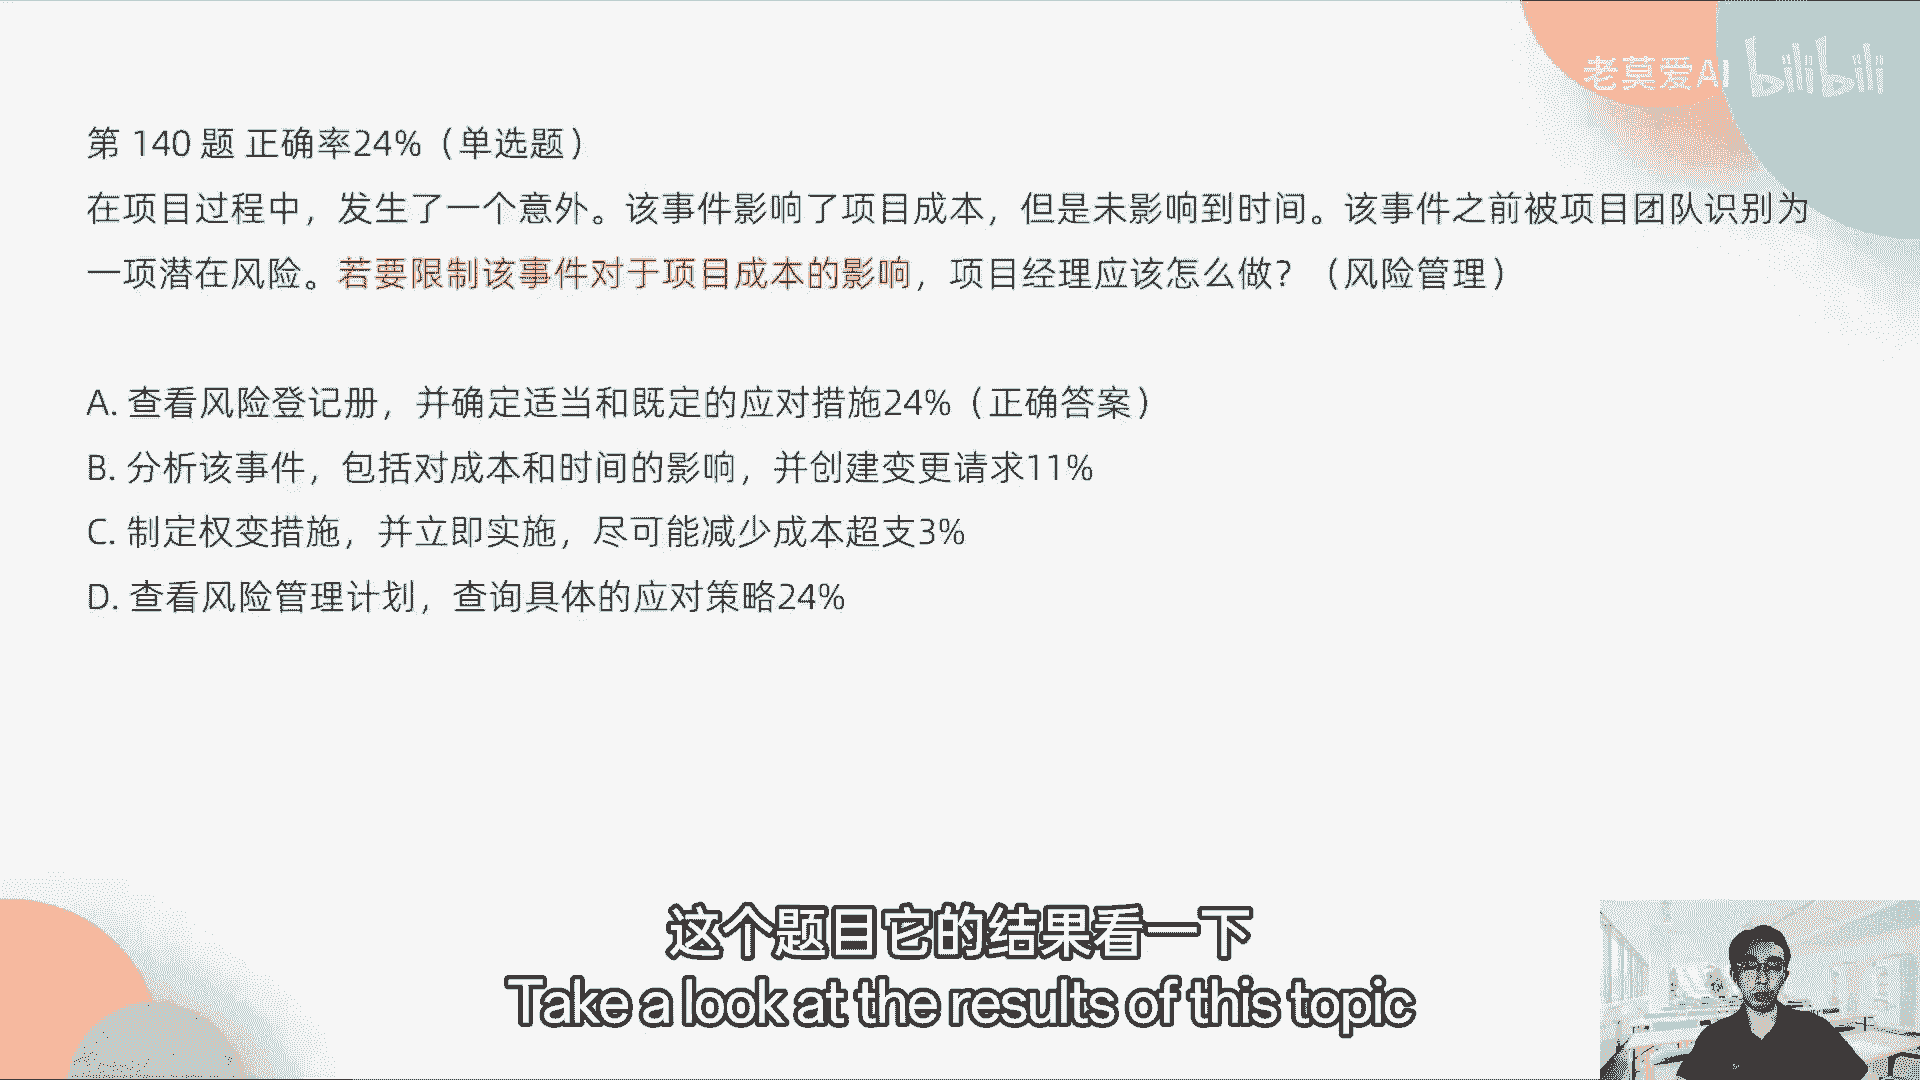 老莫爱AI bilibili
第 140 题 正确率24%（单选题）
在项目过程中，发生了一个意外。该事件影响了项目成本，但是未影响到时间。该事件之前被项目团队识别为
一项潜在风险。若要限制该事件对于项目成本的影响，项目经理应该怎么做？（风险管理）
A. 查看风险登记册，并确定适当和既定的应对措施24%（正确答案）
B. 分析该事件，包括对成本和时间的影响，并创建变更请求11%
C. 制定权变措施，并立即实施，尽可能减少成本超支3%
D. 查看风险管理计划，查询具体的应对策略24%
这个题目它的结果看一下
Take a look at the results of this topic